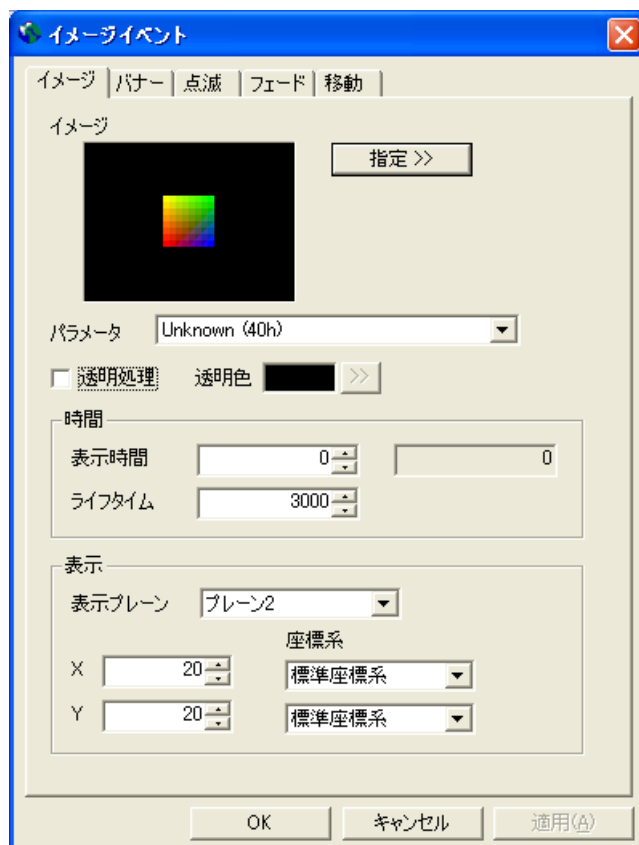 イメージイベント
イメージ バナー 点滅 フェード 移動
イメージ
指定 >>
パラメータ Unknown (40h)
透明処理 透明色 >>
時間
表示時間 0 0
ライフタイム 3000
表示
表示プレーン プレーン2
座標系
X 20 標準座標系
Y 20 標準座標系
OK キャンセル 適用(A)